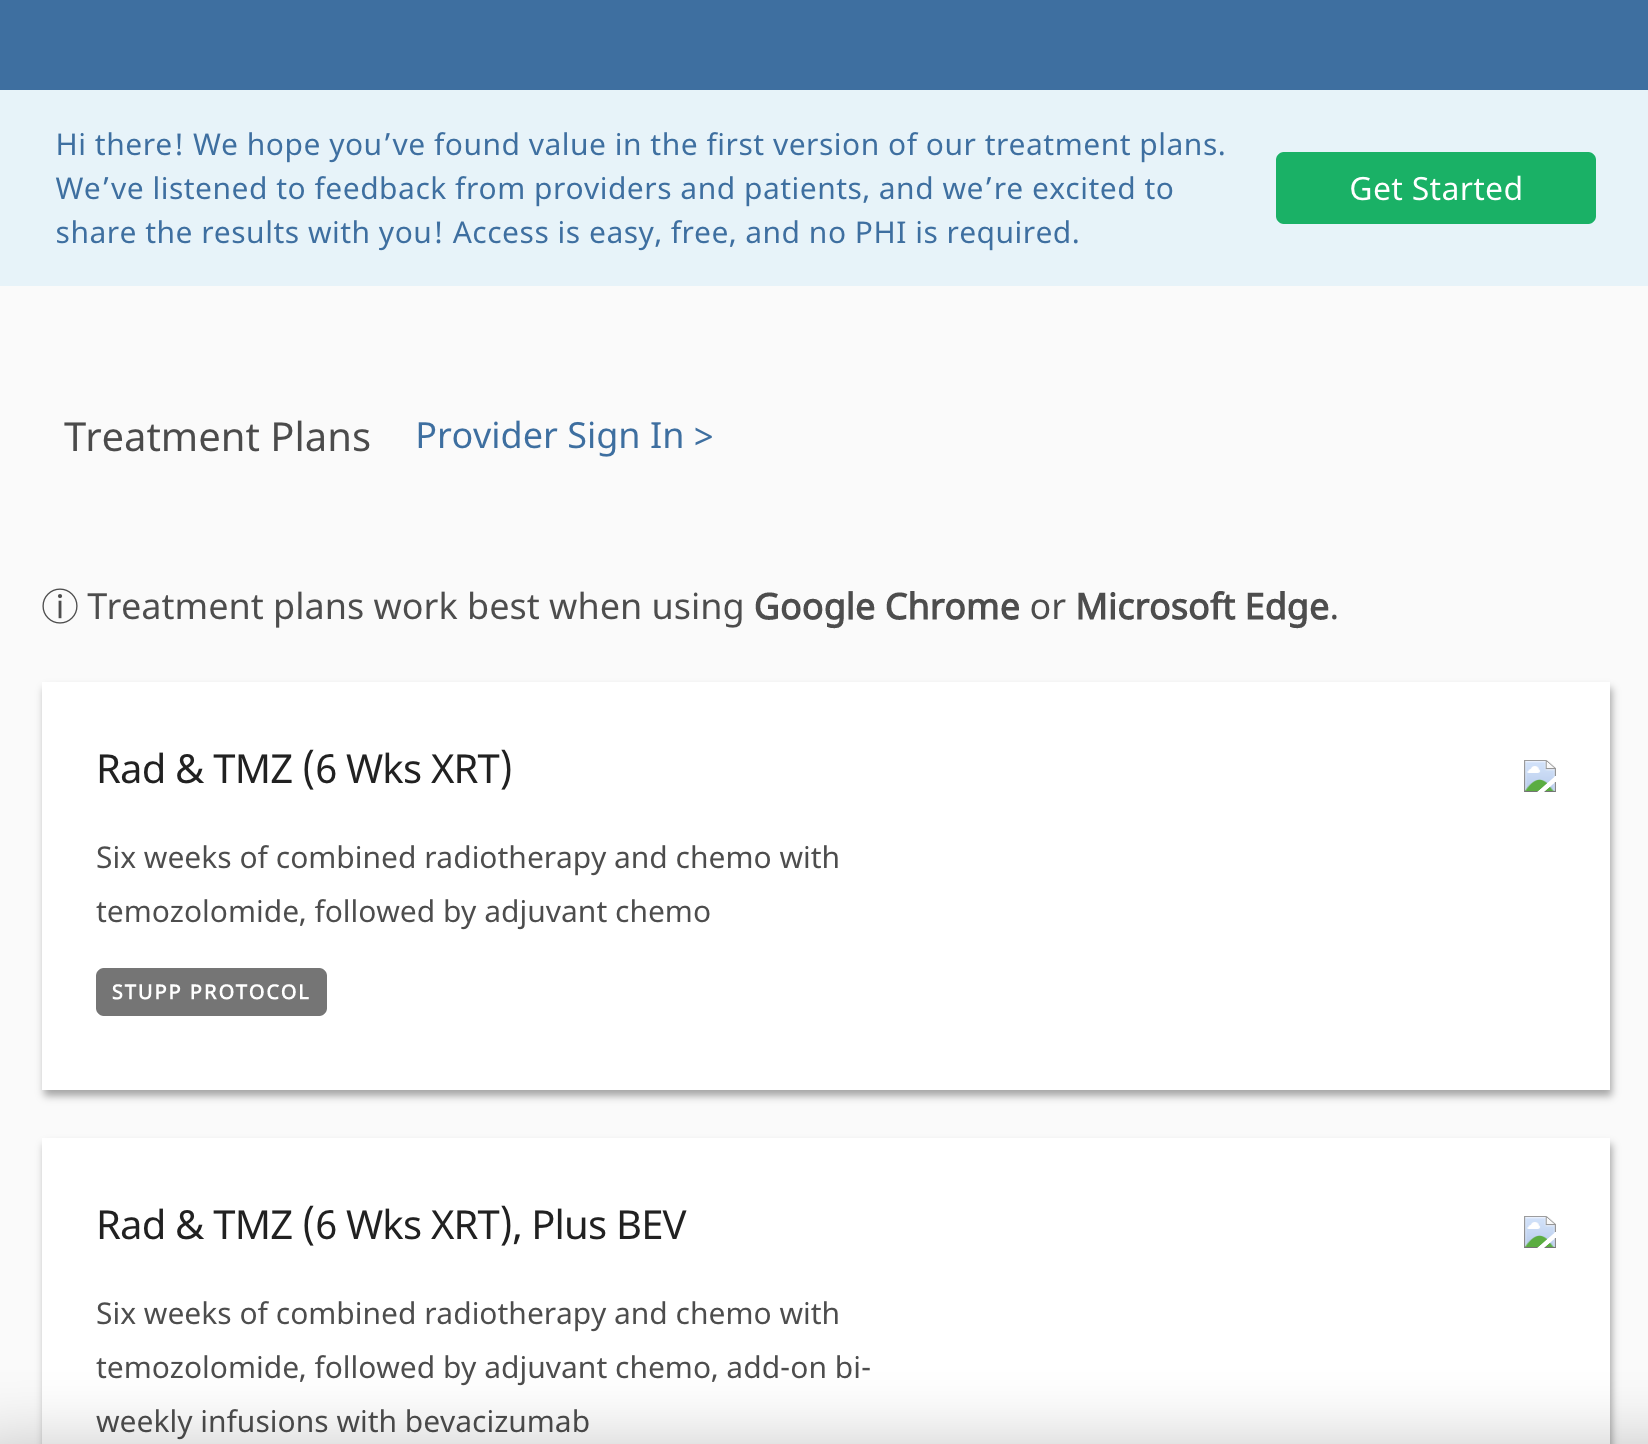 Hi there! We hope you’ve found value in the first version of our treatment plans.
We’ve listened to feedback from providers and patients, and we’re excited to
share the results with you! Access is easy, free, and no PHI is required.
Get Started
Treatment Plans Provider Sign In >
ⓘ Treatment plans work best when using Google Chrome or Microsoft Edge.
Rad & TMZ (6 Wks XRT)
Six weeks of combined radiotherapy and chemo with
temozolomide, followed by adjuvant chemo
STUPP PROTOCOL
Rad & TMZ (6 Wks XRT), Plus BEV
Six weeks of combined radiotherapy and chemo with
temozolomide, followed by adjuvant chemo, add-on bi-
weekly infusions with bevacizumab